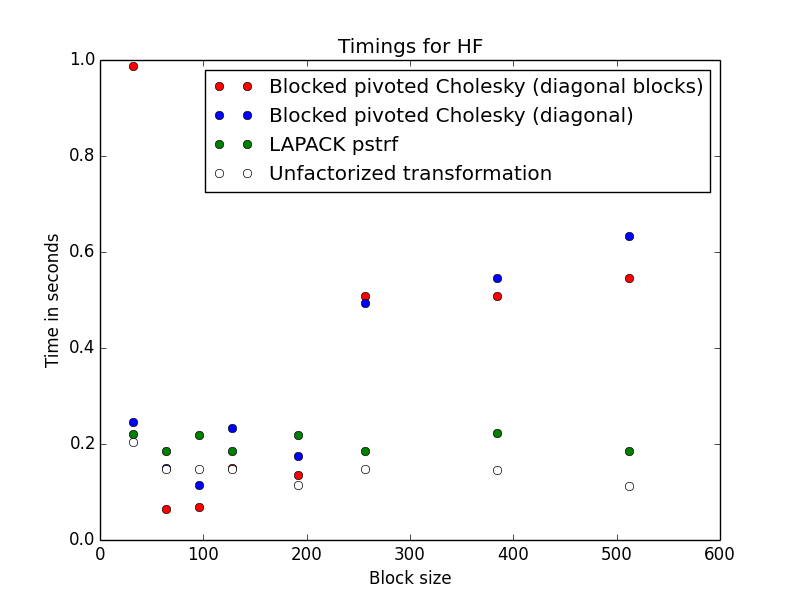 Timings for HF
1.0
0.8
0.6
0.4
0.2
0.0
Time in seconds
Blocked pivoted Cholesky (diagonal blocks)
Blocked pivoted Cholesky (diagonal)
LAPACK pstrf
Unfactorized transformation
0 100 200 300 400 500 600
Block size